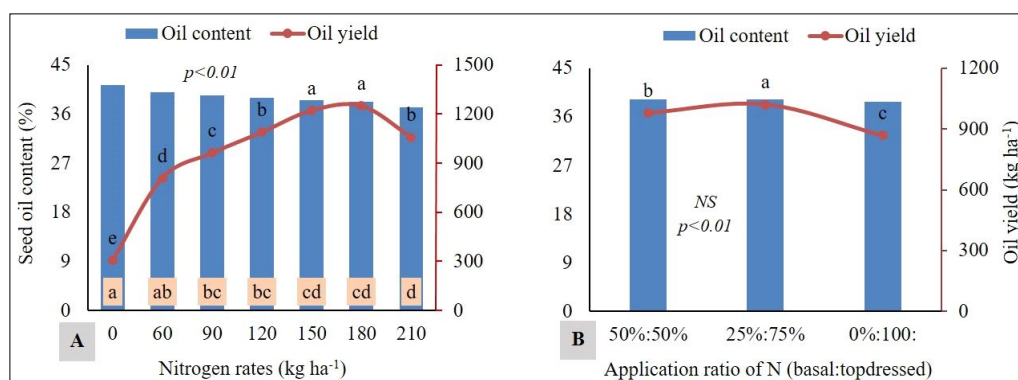 Oil content Oil yield
p<0.01
Seed oil content (%)
45
36
27
18
9
0
1500
1200
900
600
300
0
e d c b a a b
a ab bc bc cd cd d
0 60 90 120 150 180 210
A
Nitrogen rates (kg ha⁻¹)
Oil content Oil yield
45
36
27
18
9
0
1200
900
600
300
0
Oil yield (kg ha⁻¹)
b a c
NS
p<0.01
50%:50% 25%:75% 0%:100:
B
Application ratio of N (basal:topdressed)